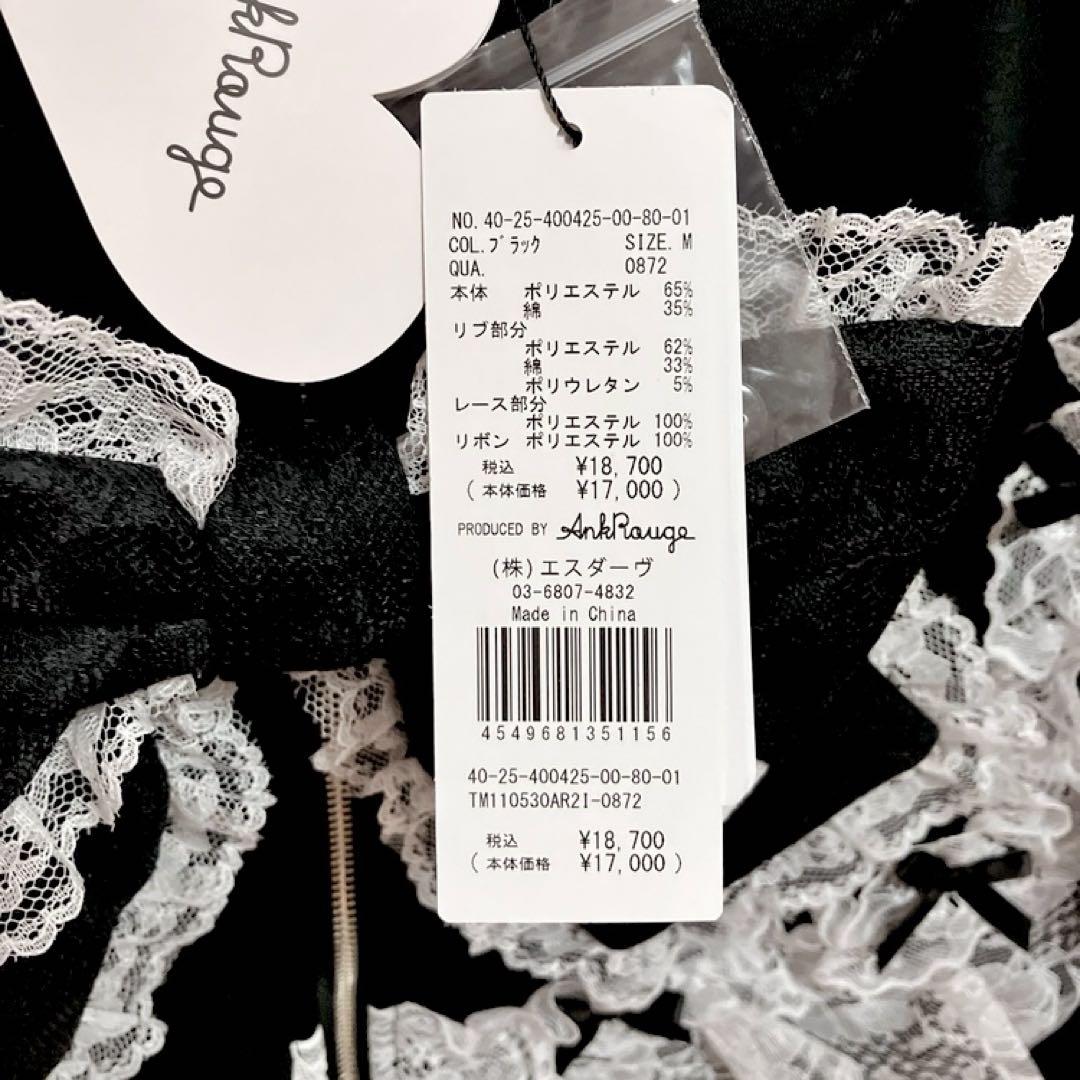 kRouge
NO. 40-25-400425-00-80-01
COL.ﾌﾞﾗｯｸ SIZE. M
QUA. 0872
本体 ポリエステル 65%
綿 35%
リブ部分
ポリエステル 62%
綿 33%
ポリウレタン 5%
レース部分
ポリエステル 100%
リボン ポリエステル 100%
税込 ¥18,700
( 本体価格 ¥17,000 )
PRODUCED BY AnkRouge
(株)エスダーヴ
03-6807-4832
Made in China
4549681351156
40-25-400425-00-80-01
TM110530AR2I-0872
税込 ¥18,700
( 本体価格 ¥17,000 )